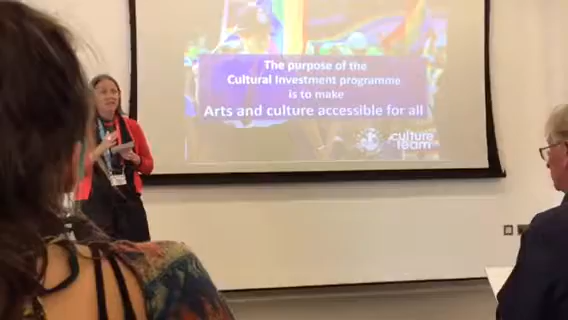 The purpose of the
Cultural Investment programme
is to make
Arts and culture accessible for all
culture
team